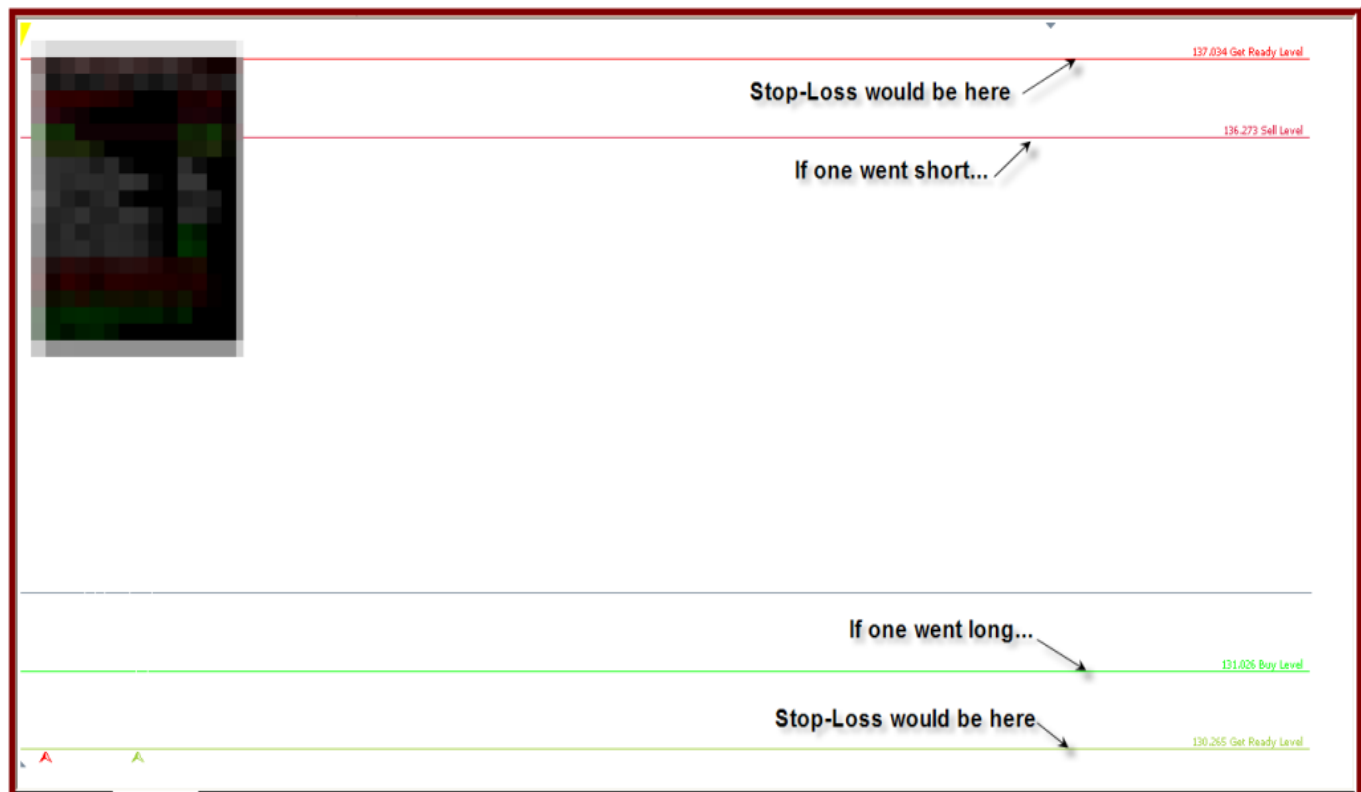 137.034 Get Ready Level
Stop-Loss would be here
136.273 Sell Level
If one went short...
If one went long...
131.026 Buy Level
Stop-Loss would be here
130.265 Get Ready Level